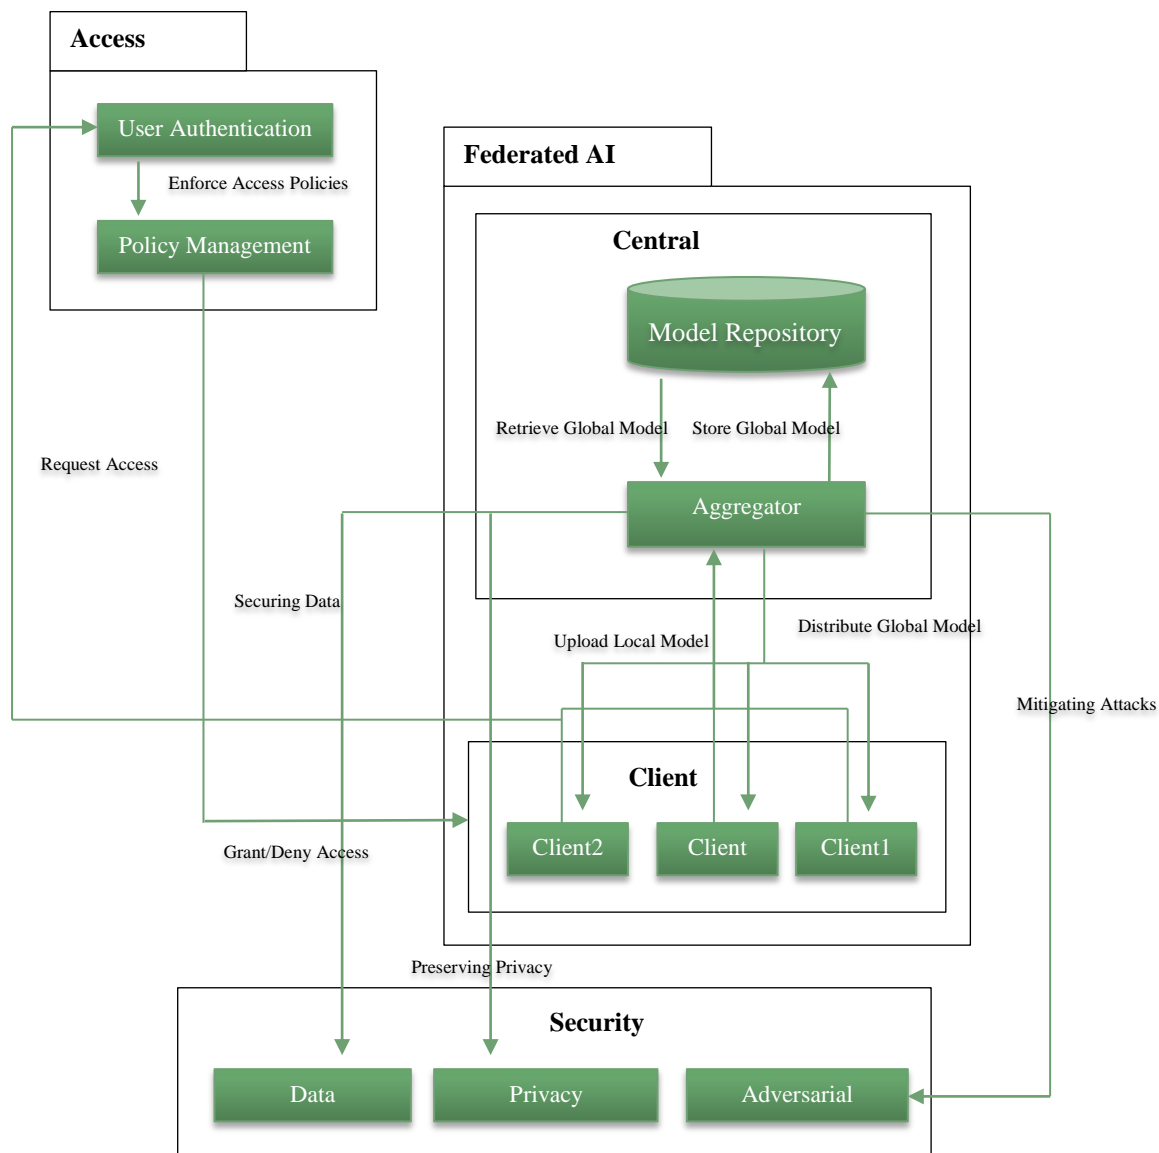 Access
User Authentication
Enforce Access Policies
Policy Management
Federated AI
Central
Model Repository
Retrieve Global Model
Store Global Model
Request Access
Aggregator
Securing Data
Upload Local Model
Distribute Global Model
Mitigating Attacks
Client
Client2
Client
Client1
Grant/Deny Access
Preserving Privacy
Security
Data
Privacy
Adversarial